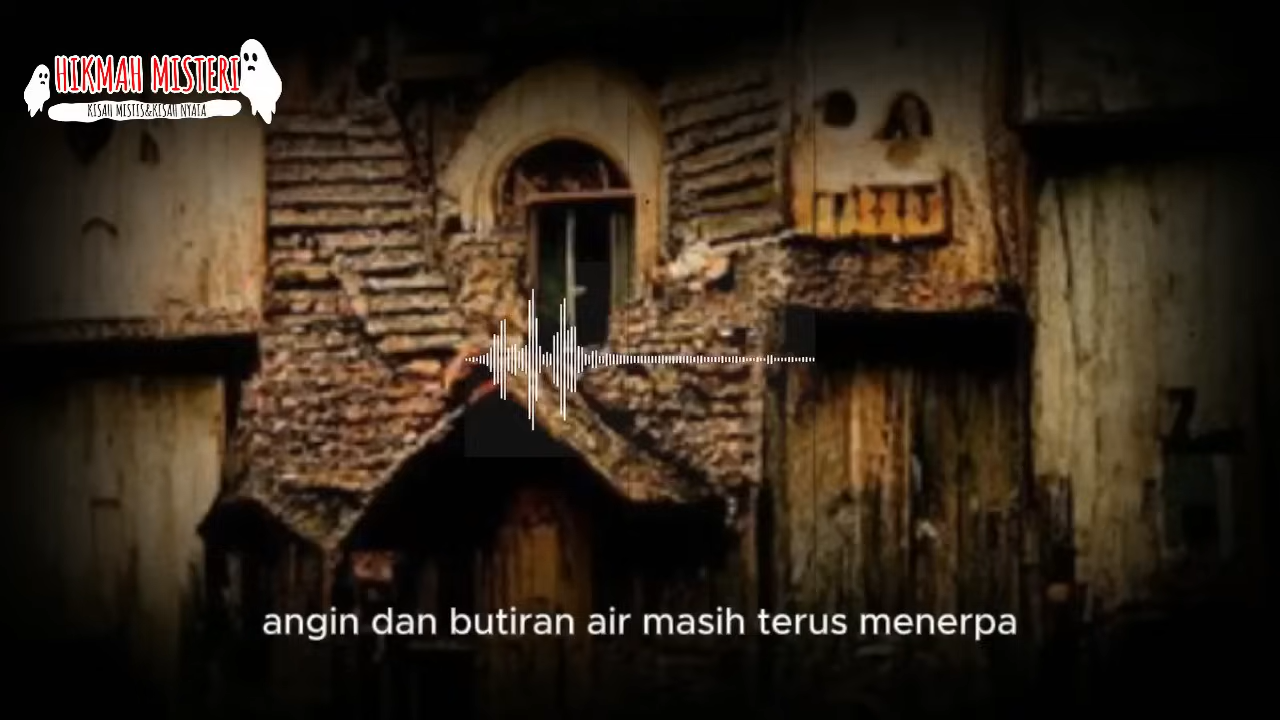 HIKMAH MISTERI
KISAH MISTIS&KISAH NYATA
angin dan butiran air masih terus menerpa